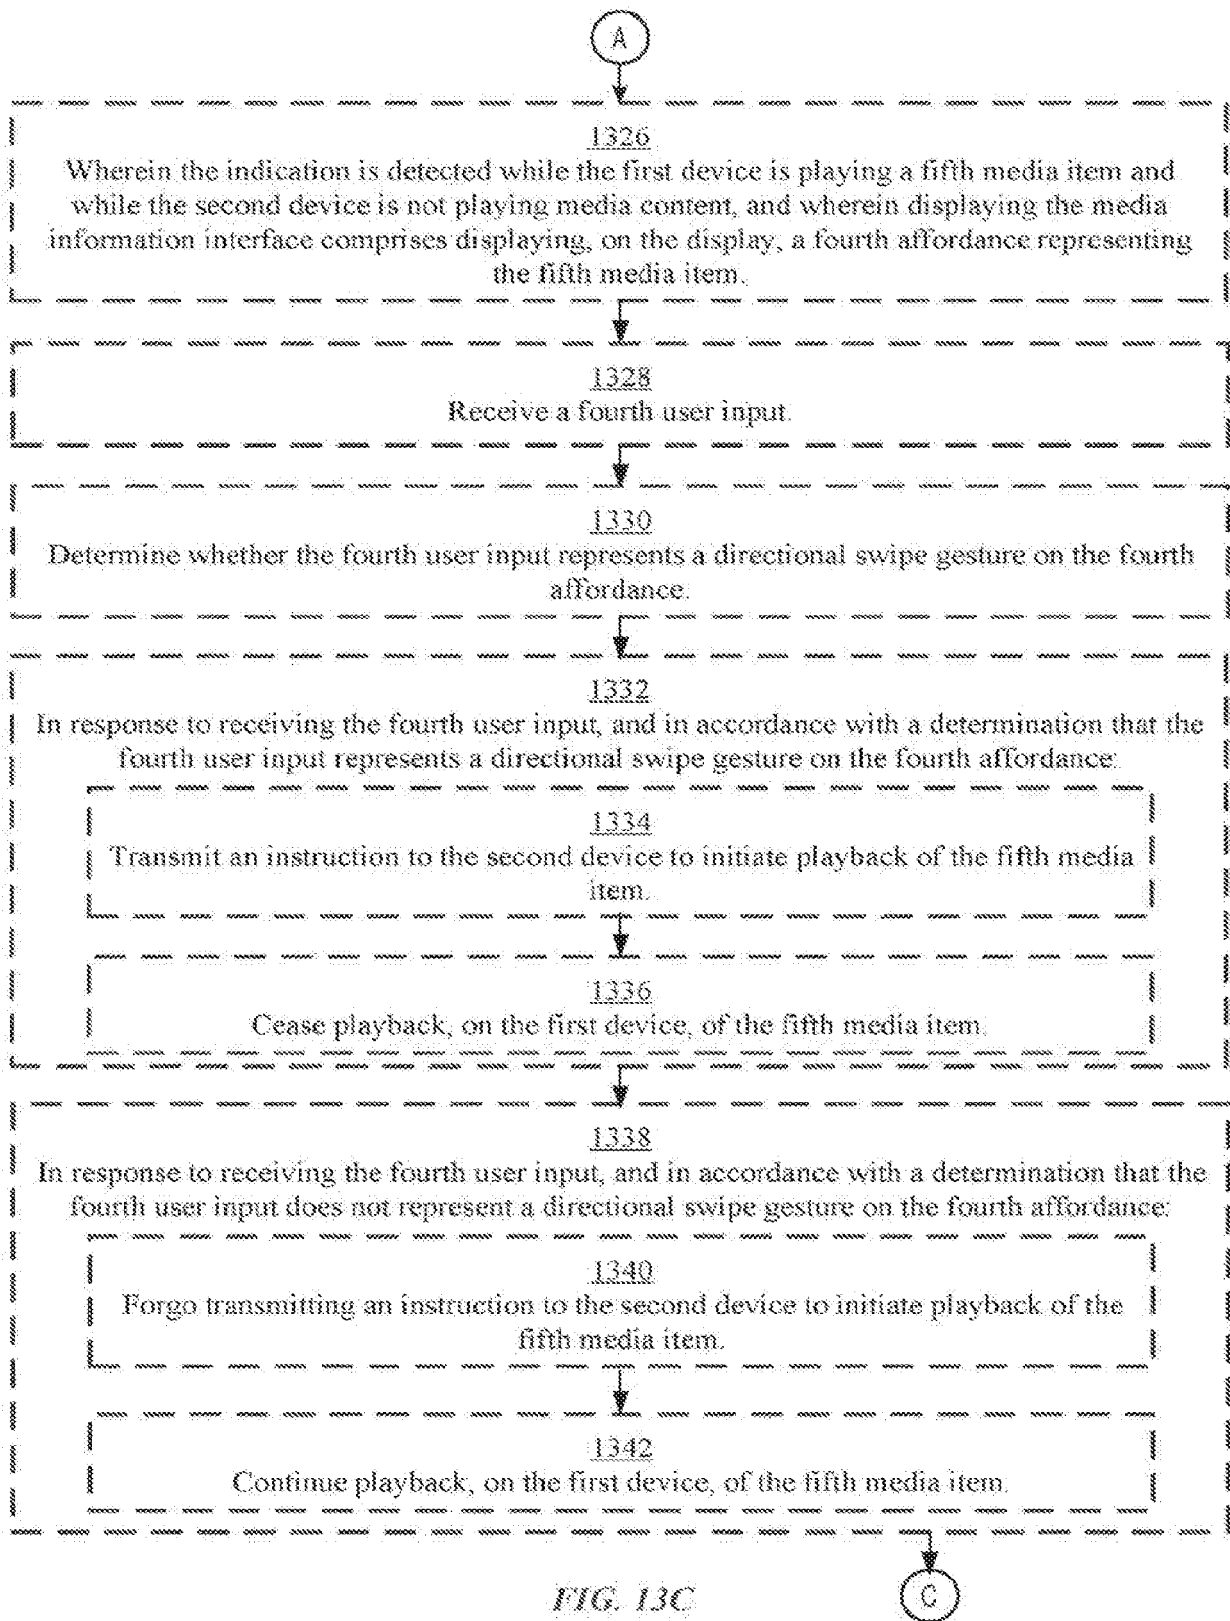 A
1326
Wherein the indication is detected while the first device is playing a fifth media item and
while the second device is not playing media content, and wherein displaying the media
information interface comprises displaying, on the display, a fourth affordance representing
the fifth media item.
1328
Receive a fourth user input.
1330
Determine whether the fourth user input represents a directional swipe gesture on the fourth
affordance.
1332
In response to receiving the fourth user input, and in accordance with a determination that the
fourth user input represents a directional swipe gesture on the fourth affordance:
1334
Transmit an instruction to the second device to initiate playback of the fifth media
item.
1336
Cease playback, on the first device, of the fifth media item.
1338
In response to receiving the fourth user input, and in accordance with a determination that the
fourth user input does not represent a directional swipe gesture on the fourth affordance:
1340
Forgo transmitting an instruction to the second device to initiate playback of the
fifth media item.
1342
Continue playback, on the first device, of the fifth media item.
FIG. 13C
C